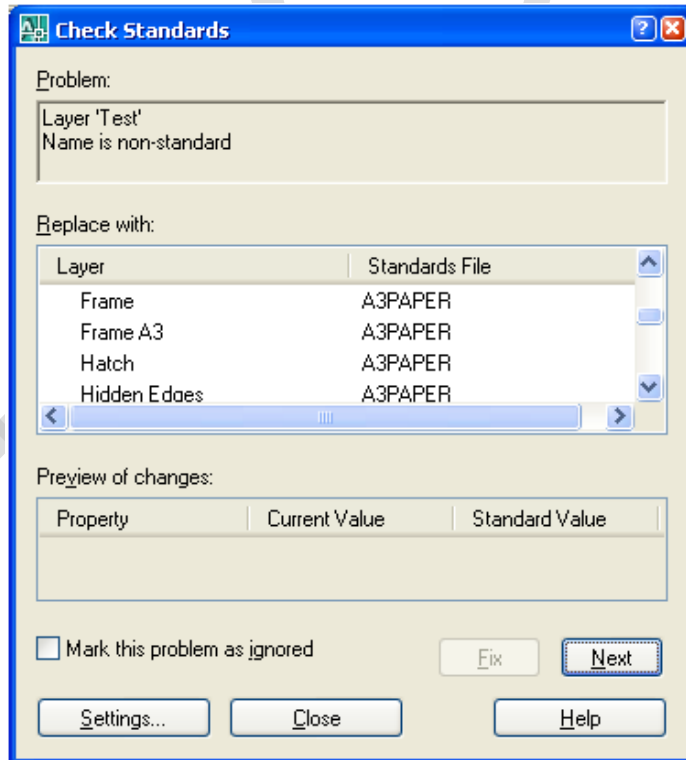 Check Standards
Problem:
Layer 'Test'
Name is non-standard
Replace with:
Layer Standards File
Frame A3PAPER
Frame A3 A3PAPER
Hatch A3PAPER
Hidden Edges A3PAPER
Preview of changes:
Property Current Value Standard Value
Mark this problem as ignored
Fix Next
Settings... Close Help